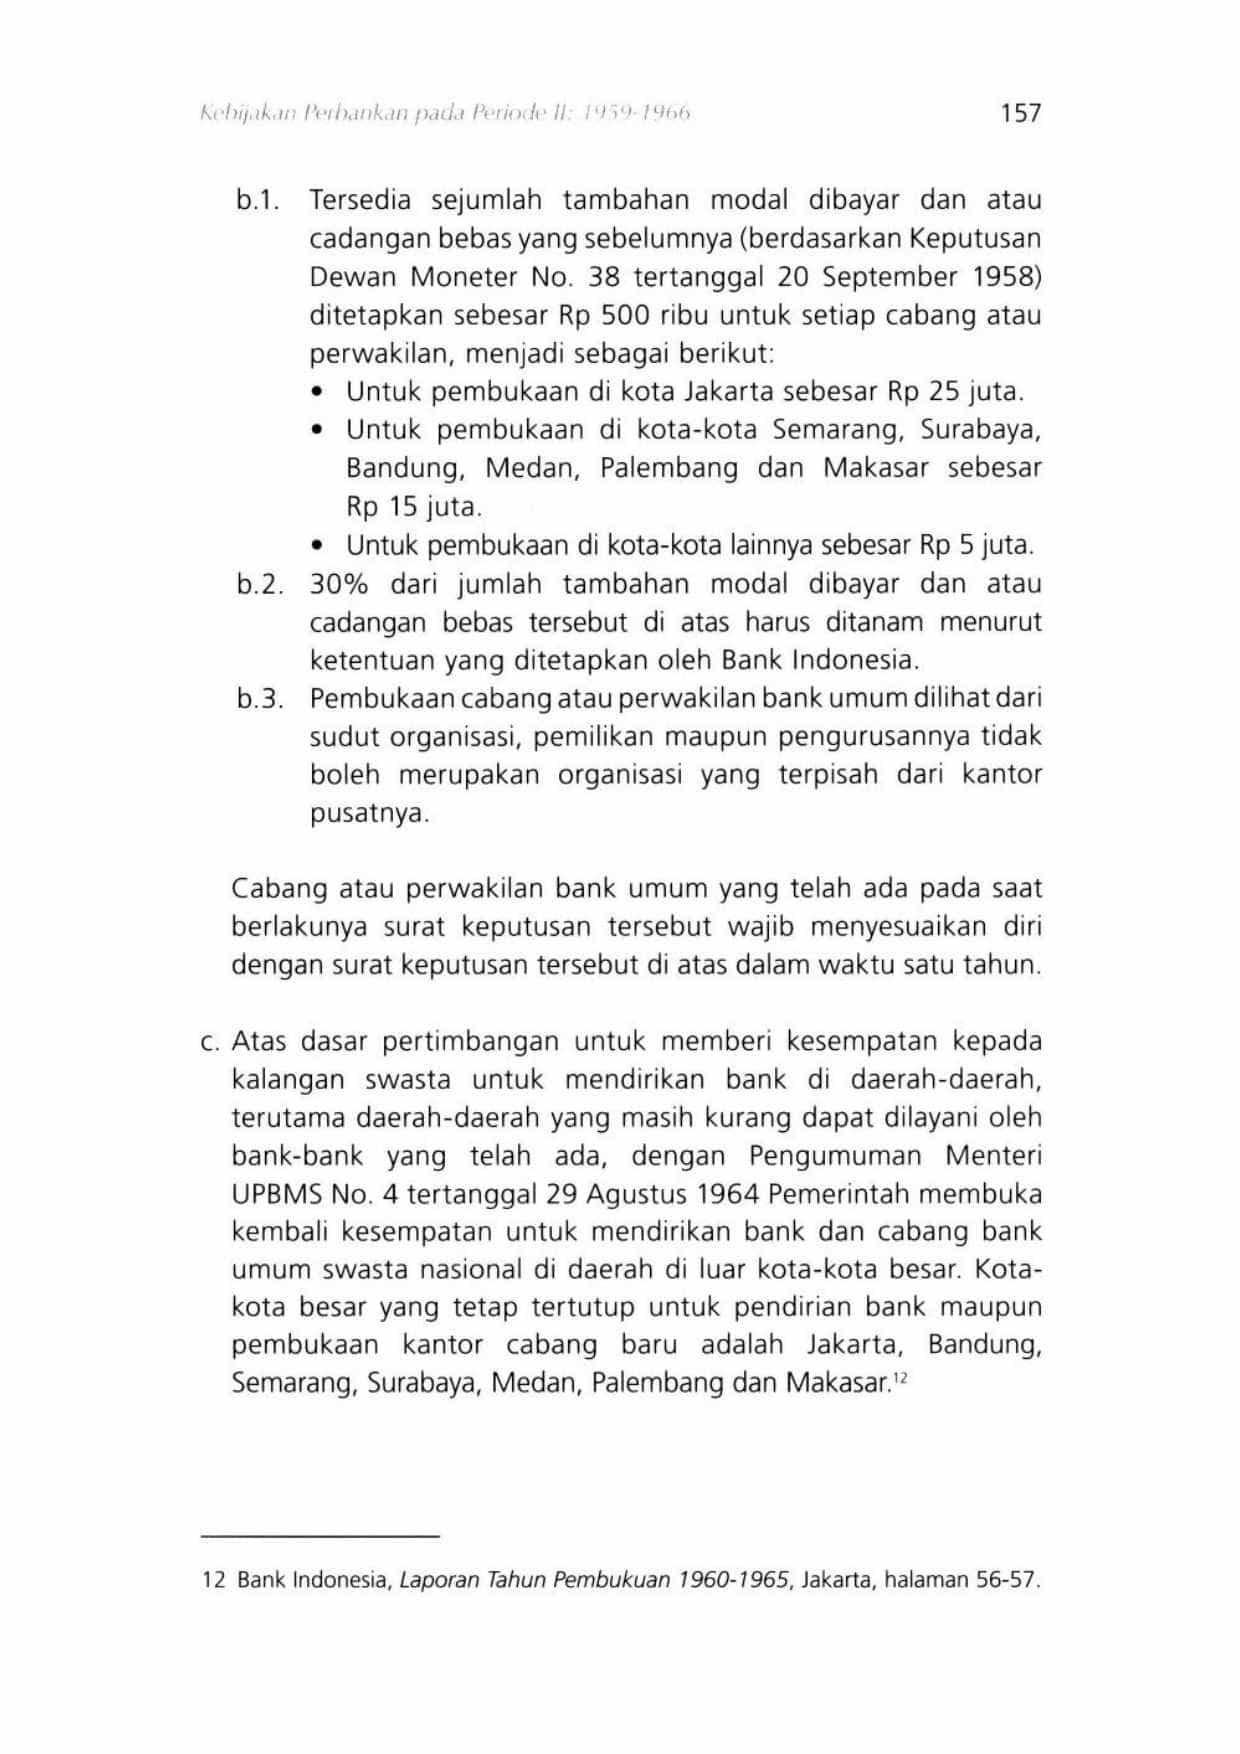 Kebijakan Perbankan pada Periode II: 1959-1966
157
b.1. Tersedia sejumlah tambahan modal dibayar dan atau
cadangan bebas yang sebelumnya (berdasarkan Keputusan
Dewan Moneter No. 38 tertanggal 20 September 1958)
ditetapkan sebesar Rp 500 ribu untuk setiap cabang atau
perwakilan, menjadi sebagai berikut:
• Untuk pembukaan di kota Jakarta sebesar Rp 25 juta.
• Untuk pembukaan di kota-kota Semarang, Surabaya,
Bandung, Medan, Palembang dan Makasar sebesar
Rp 15 juta.
• Untuk pembukaan di kota-kota lainnya sebesar Rp 5 juta.
b.2. 30% dari jumlah tambahan modal dibayar dan atau
cadangan bebas tersebut di atas harus ditanam menurut
ketentuan yang ditetapkan oleh Bank Indonesia.
b.3. Pembukaan cabang atau perwakilan bank umum dilihat dari
sudut organisasi, pemilikan maupun pengurusannya tidak
boleh merupakan organisasi yang terpisah dari kantor
pusatnya.
Cabang atau perwakilan bank umum yang telah ada pada saat
berlakunya surat keputusan tersebut wajib menyesuaikan diri
dengan surat keputusan tersebut di atas dalam waktu satu tahun.
c. Atas dasar pertimbangan untuk memberi kesempatan kepada
kalangan swasta untuk mendirikan bank di daerah-daerah,
terutama daerah-daerah yang masih kurang dapat dilayani oleh
bank-bank yang telah ada, dengan Pengumuman Menteri
UPBMS No. 4 tertanggal 29 Agustus 1964 Pemerintah membuka
kembali kesempatan untuk mendirikan bank dan cabang bank
umum swasta nasional di daerah di luar kota-kota besar. Kota-
kota besar yang tetap tertutup untuk pendirian bank maupun
pembukaan kantor cabang baru adalah Jakarta, Bandung,
Semarang, Surabaya, Medan, Palembang dan Makasar.12
12 Bank Indonesia, Laporan Tahun Pembukuan 1960-1965, Jakarta, halaman 56-57.